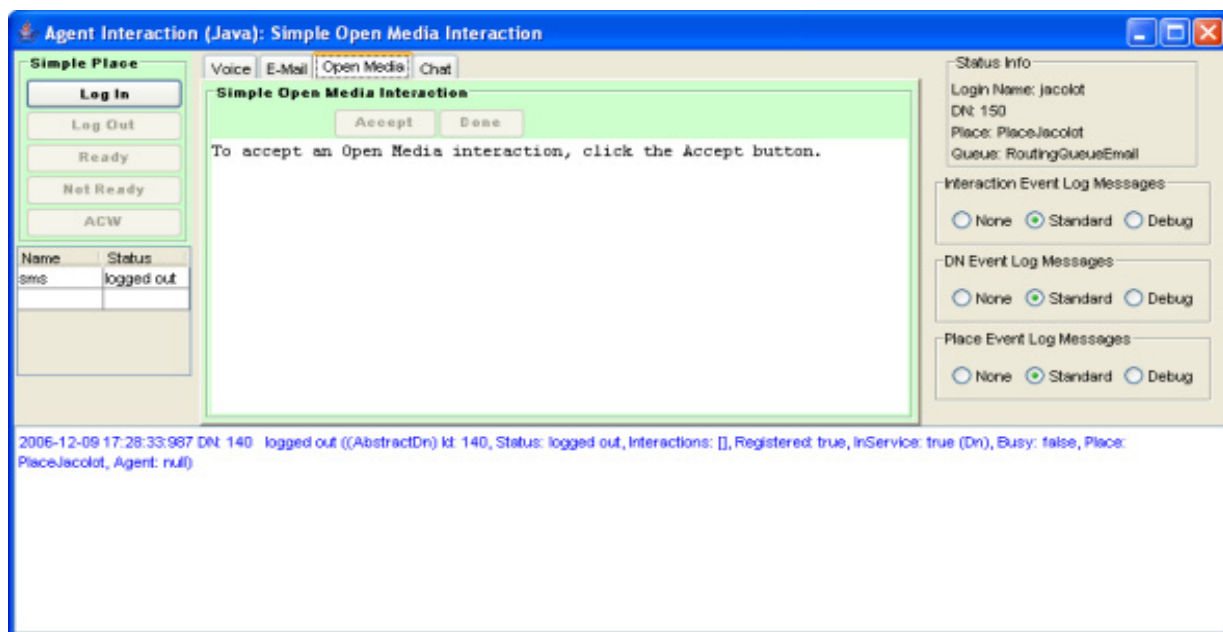 Agent Interaction (Java): Simple Open Media Interaction
Simple Place
Log In
Log Out
Ready
Not Ready
ACW
Name Status
sms logged out
Voice E-Mail Open Media Chat
Simple Open Media Interaction
Accept Done
To accept an Open Media interaction, click the Accept button.
Status Info
Login Name: jacolot
DN: 150
Place: PlaceJacolot
Queue: RoutingQueueEmail
Interaction Event Log Messages
None Standard Debug
DN Event Log Messages
None Standard Debug
Place Event Log Messages
None Standard Debug
2006-12-09 17:28:33:987 DN: 140 logged out ((AbstractDn) Id: 140, Status: logged out, Interactions: [], Registered: true, InService: true (Dn), Busy: false, Place:
PlaceJacolot, Agent: null)